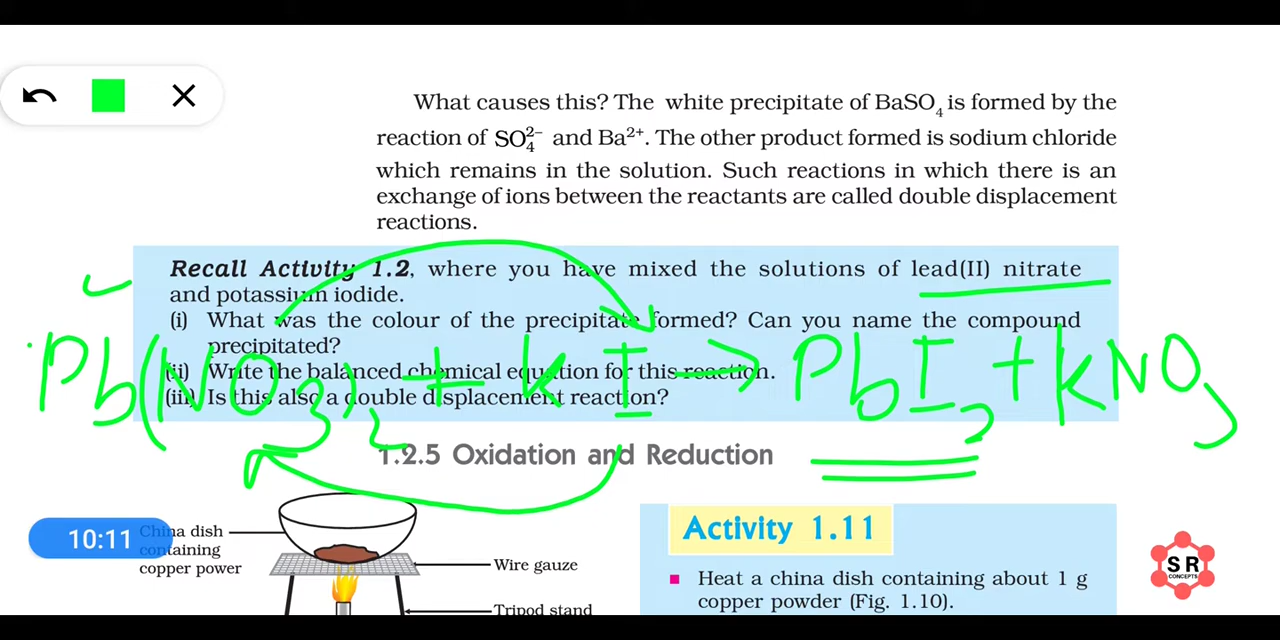 What causes this? The white precipitate of BaSO₄ is formed by the
reaction of SO₄²⁻ and Ba²⁺. The other product formed is sodium chloride
which remains in the solution. Such reactions in which there is an
exchange of ions between the reactants are called double displacement
reactions.
Recall Activity 1.2, where you have mixed the solutions of lead(II) nitrate
and potassium iodide.
(i) What was the colour of the precipitate formed? Can you name the compound
precipitated?
(ii) Write the balanced chemical equation for this reaction.
(iii) Is this also a double displacement reaction?
Pb(NO₃)₂ + kI → PbI₂ + kNO₃
1.2.5 Oxidation and Reduction
10:11
China dish
containing
copper power
Wire gauze
Tripod stand
Activity 1.11
Heat a china dish containing about 1 g
copper powder (Fig. 1.10).
S R
CONCEPTS